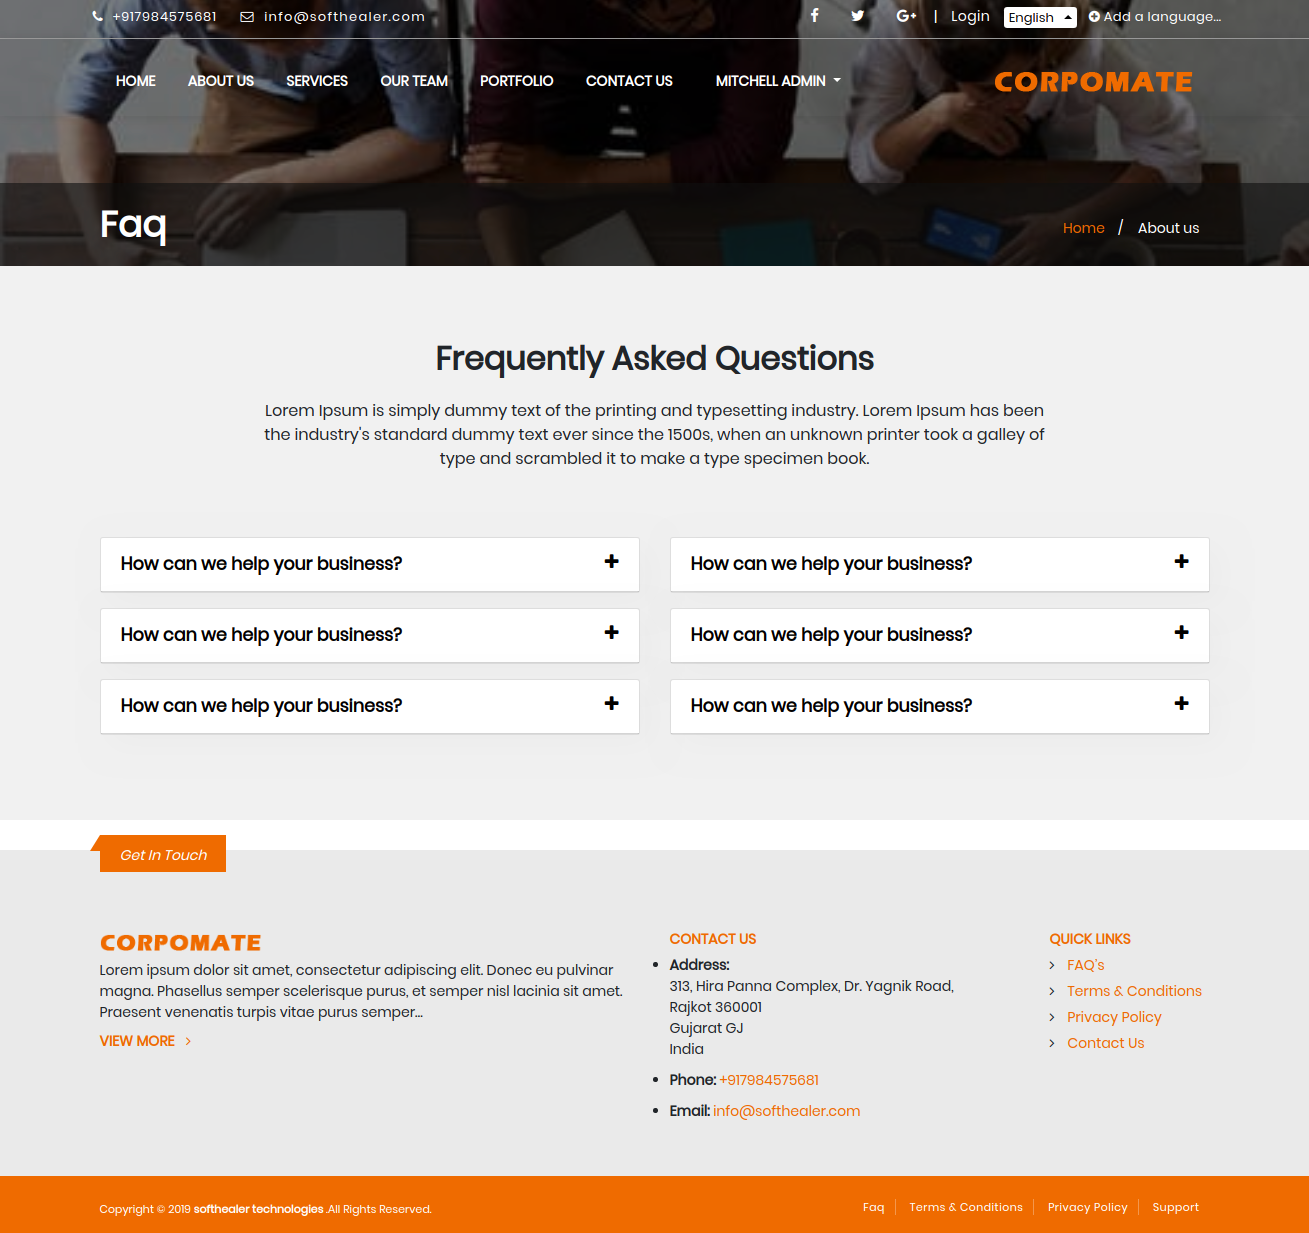 +917984575681 info@softhealer.com | Login English Add a language...
HOME ABOUT US SERVICES OUR TEAM PORTFOLIO CONTACT US MITCHELL ADMIN CORPOMATE
Faq
Home / About us
Frequently Asked Questions
Lorem Ipsum is simply dummy text of the printing and typesetting industry. Lorem Ipsum has been
the industry's standard dummy text ever since the 1500s, when an unknown printer took a galley of
type and scrambled it to make a type specimen book.
How can we help your business?
How can we help your business?
How can we help your business?
How can we help your business?
How can we help your business?
How can we help your business?
Get In Touch
CORPOMATE
Lorem ipsum dolor sit amet, consectetur adipiscing elit. Donec eu pulvinar
magna. Phasellus semper scelerisque purus, et semper nisl lacinia sit amet.
Praesent venenatis turpis vitae purus semper...
VIEW MORE
CONTACT US
Address:
313, Hira Panna Complex, Dr. Yagnik Road,
Rajkot 360001
Gujarat GJ
India
Phone: +917984575681
Email: info@softhealer.com
QUICK LINKS
FAQ's
Terms & Conditions
Privacy Policy
Contact Us
Copyright © 2019 softhealer technologies .All Rights Reserved.
Faq Terms & Conditions Privacy Policy Support